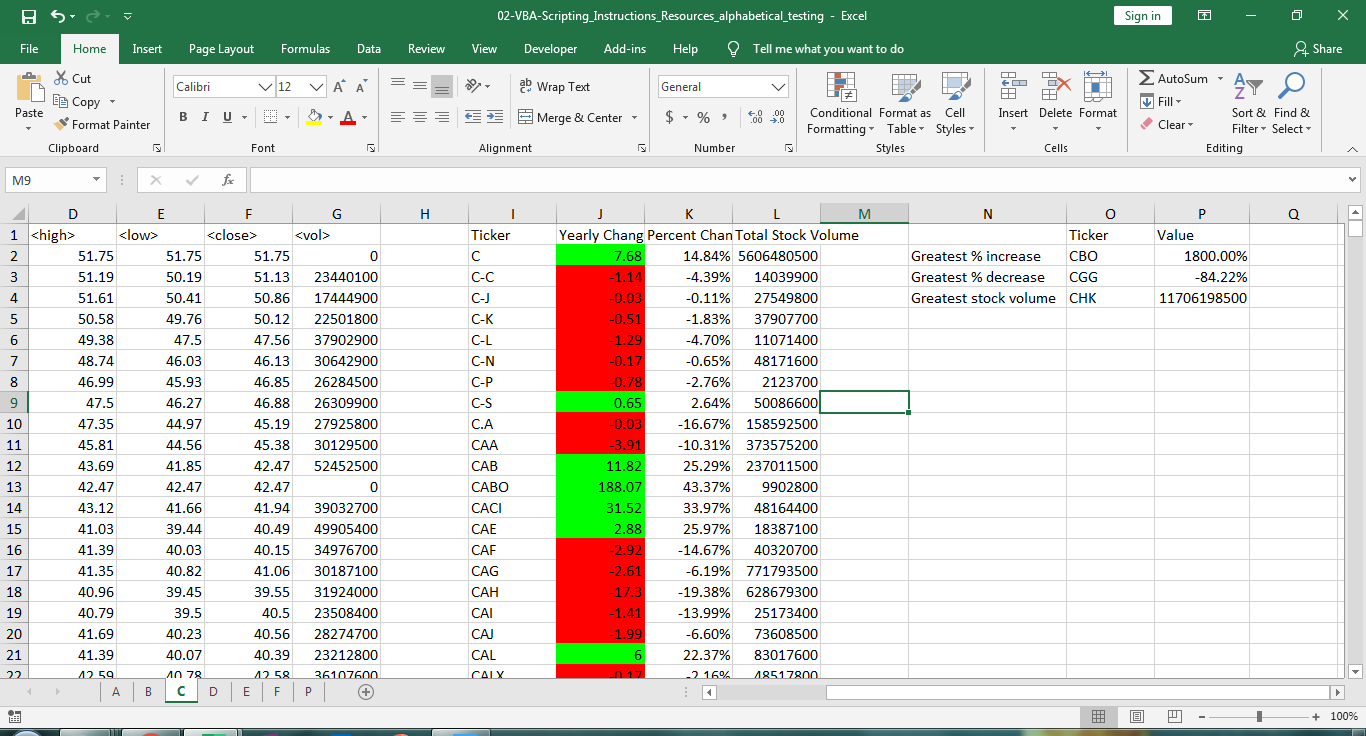 02-VBA-Scripting_Instructions_Resources_alphabetical_testing - Excel
Sign in
File Home Insert Page Layout Formulas Data Review View Developer Add-ins Help Tell me what you want to do Share
Paste
Cut
Copy
Format Painter
Clipboard
Calibri 12
A A
B I U A
Font
ab Wrap Text
Merge & Center
Alignment
General
$ % , .00
Number
Conditional Formatting
Format as Table
Cell Styles
Styles
Insert Delete Format
Cells
AutoSum
Fill
Clear
Sort & Filter
Find & Select
Editing
M9 fx
D E F G H I J K L M N O P Q
1 <high> <low> <close> <vol> Ticker Yearly Chang Percent Chan Total Stock Volume Ticker Value
2 51.75 51.75 51.75 0 C 7.68 14.84% 5606480500 Greatest % increase CBO 1800.00%
3 51.19 50.19 51.13 23440100 C-C -1.14 -4.39% 14039900 Greatest % decrease CGG -84.22%
4 51.61 50.41 50.86 17444900 C-J -0.03 -0.11% 27549800 Greatest stock volume CHK 11706198500
5 50.58 49.76 50.12 22501800 C-K -0.51 -1.83% 37907700
6 49.38 47.5 47.56 37902900 C-L -1.29 -4.70% 11071400
7 48.74 46.03 46.13 30642900 C-N -0.17 -0.65% 48171600
8 46.99 45.93 46.85 26284500 C-P -0.78 -2.76% 2123700
9 47.5 46.27 46.88 26309900 C-S 0.65 2.64% 50086600
10 47.35 44.97 45.19 27925800 C.A -0.03 -16.67% 158592500
11 45.81 44.56 45.38 30129500 CAA -3.91 -10.31% 373575200
12 43.69 41.85 42.47 52452500 CAB 11.82 25.29% 237011500
13 42.47 42.47 42.47 0 CABO 188.07 43.37% 9902800
14 43.12 41.66 41.94 39032700 CACI 31.52 33.97% 48164400
15 41.03 39.44 40.49 49905400 CAE 2.88 25.97% 18387100
16 41.39 40.03 40.15 34976700 CAF -2.92 -14.67% 40320700
17 41.35 40.82 41.06 30187100 CAG -2.61 -6.19% 771793500
18 40.96 39.45 39.55 31924000 CAH -17.3 -19.38% 628679300
19 40.79 39.5 40.5 23508400 CAI -1.41 -13.99% 25173400
20 41.69 40.23 40.56 28274700 CAJ -1.99 -6.60% 73608500
21 41.39 40.07 40.39 23212800 CAL 6 22.37% 83017600
22 42.59 40.78 42.58 36107600 CALX -0.17 -2.16% 48517800
A B C D E F P
100%